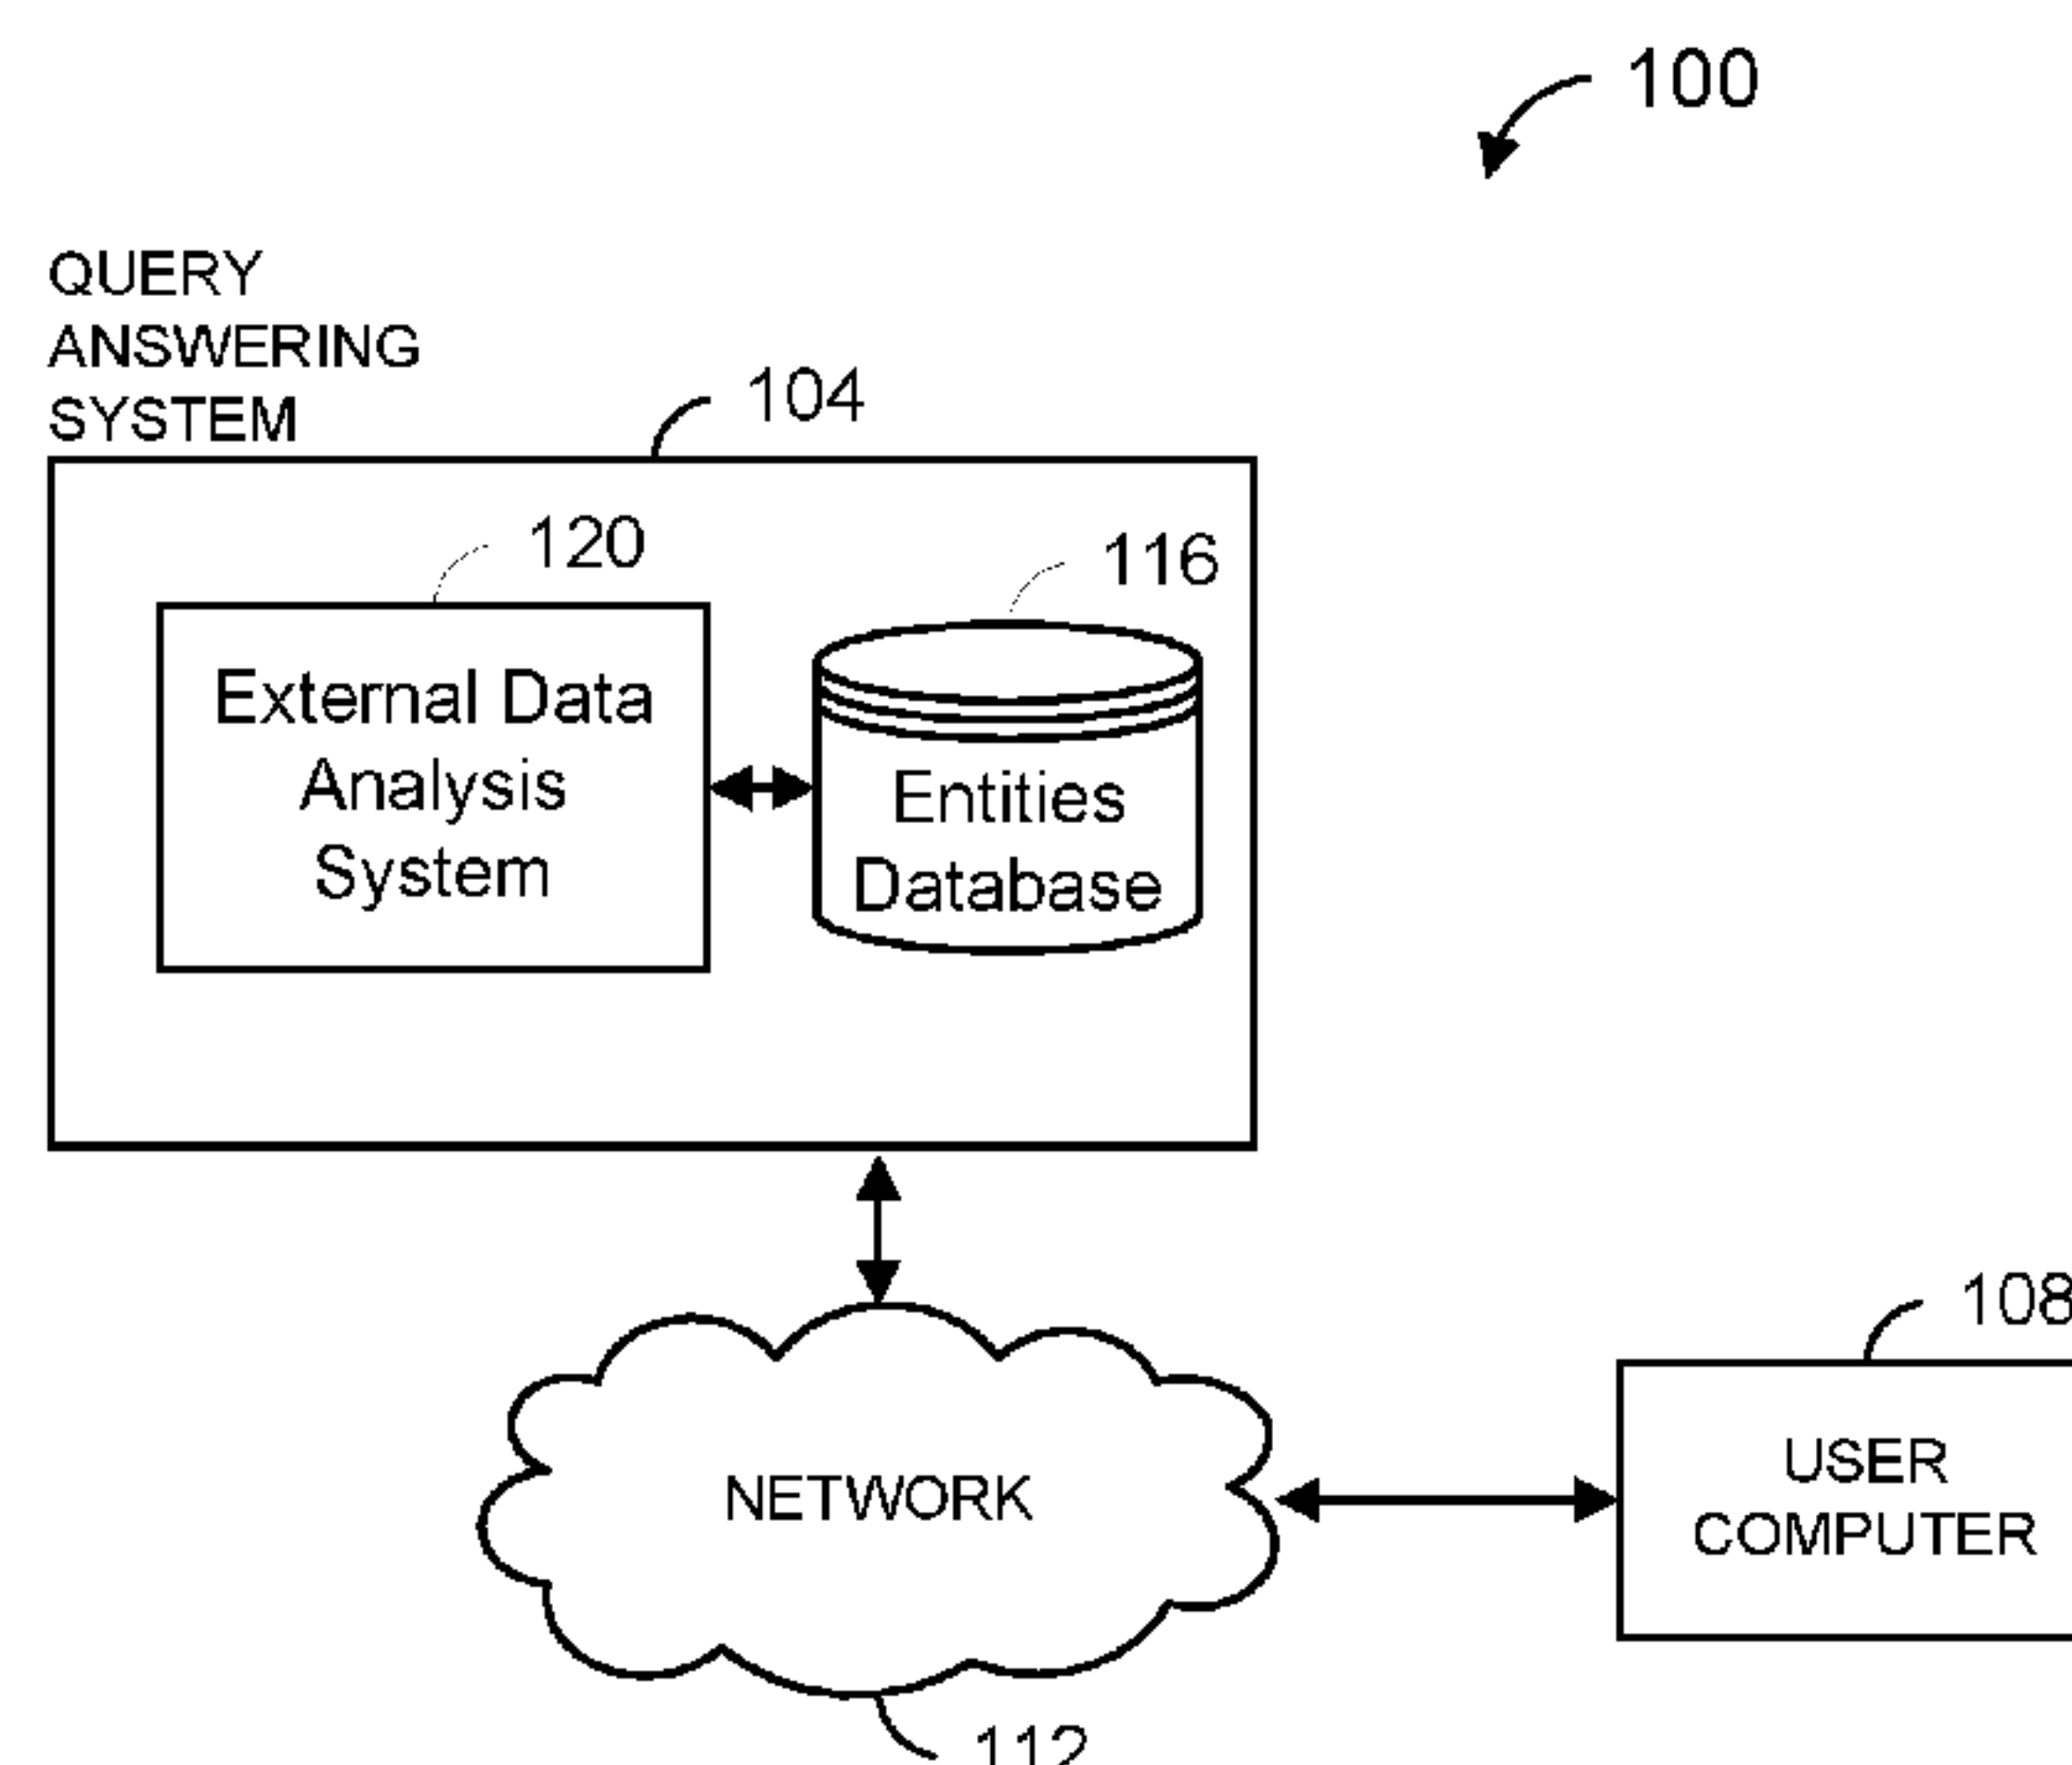 100
QUERY
ANSWERING
SYSTEM
104
120
116
External Data
Analysis
System
Entities
Database
108
NETWORK
USER
COMPUTER
112